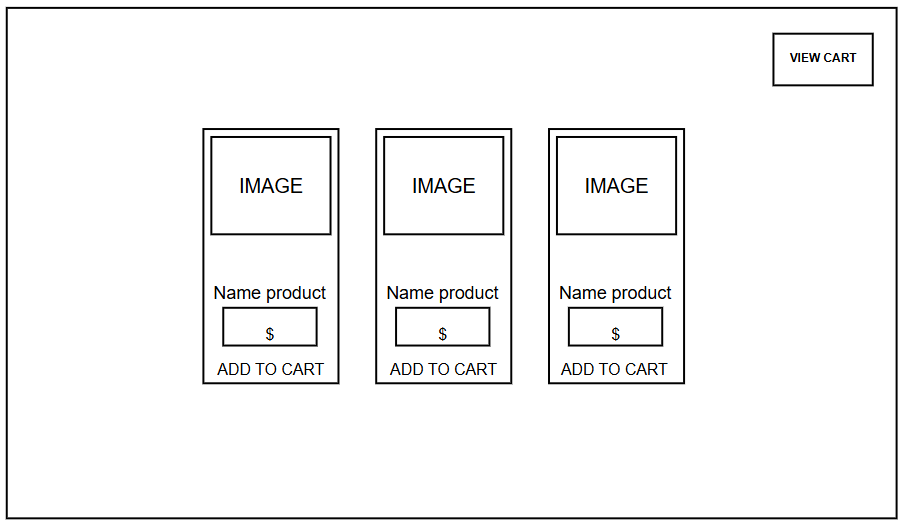 VIEW CART
IMAGE
IMAGE
IMAGE
Name product
Name product
Name product
$
$
$
ADD TO CART
ADD TO CART
ADD TO CART